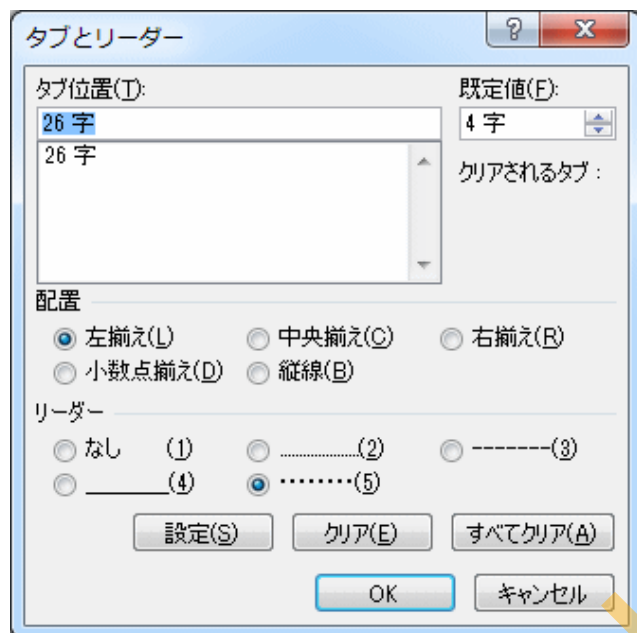 タブとリーダー
タブ位置(T): 既定値(F):
26 字 4 字
26 字
クリアされるタブ:
配置
左揃え(L) 中央揃え(C) 右揃え(R)
小数点揃え(D) 縦線(B)
リーダー
なし (1) ....................(2) -------(3)
________(4) ········(5)
設定(S) クリア(E) すべてクリア(A)
OK キャンセル